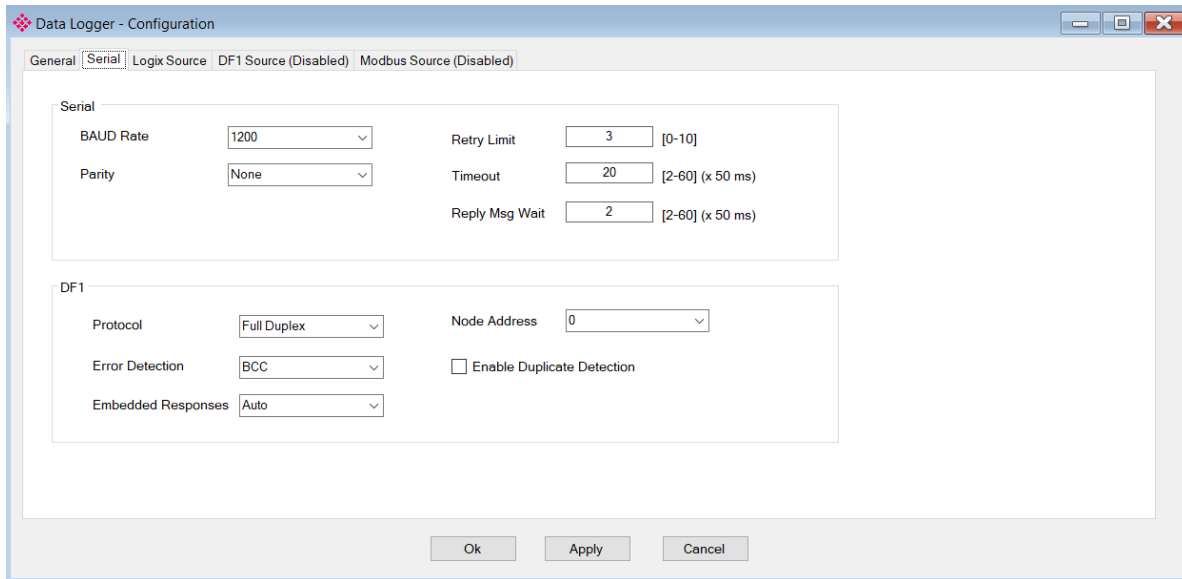 Data Logger - Configuration
General Serial Logix Source DF1 Source (Disabled) Modbus Source (Disabled)
Serial
BAUD Rate 1200 Retry Limit 3 [0-10]
Parity None Timeout 20 [2-60] (x 50 ms)
Reply Msg Wait 2 [2-60] (x 50 ms)
DF1
Protocol Full Duplex Node Address 0
Error Detection BCC Enable Duplicate Detection
Embedded Responses Auto
Ok Apply Cancel